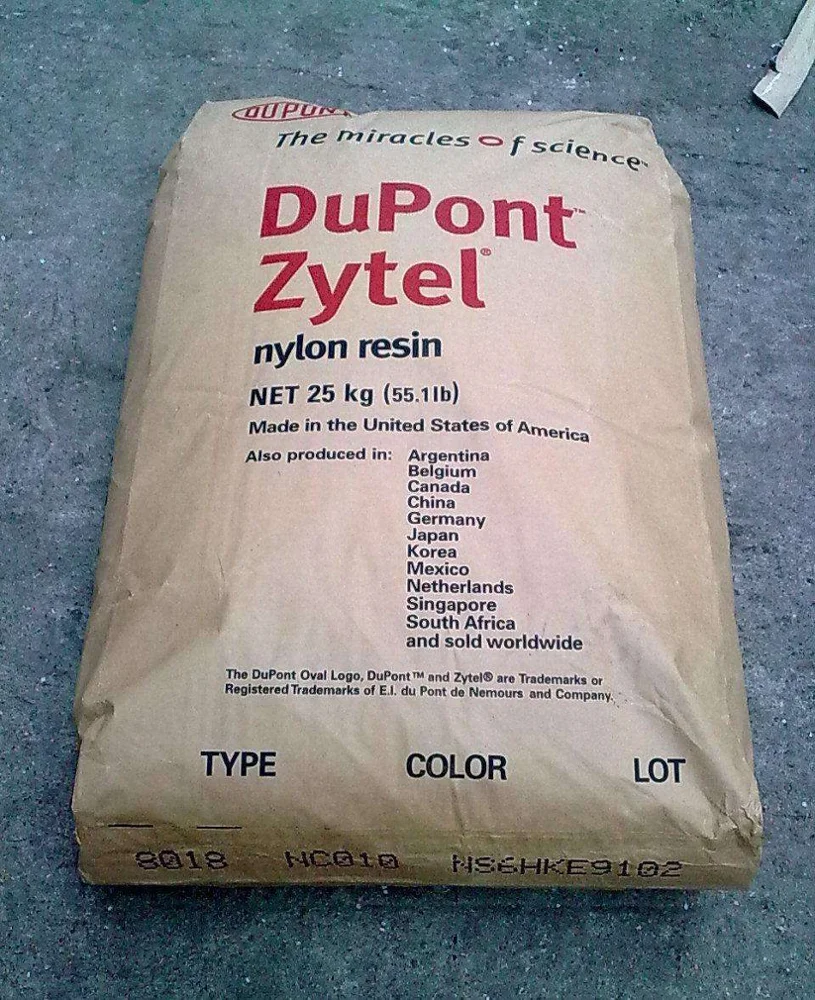 DUPONT
The miracles of science™
DuPont™
Zytel®
nylon resin
NET 25 kg (55.1lb)
Made in the United States of America
Also produced in: Argentina
Belgium
Canada
China
Germany
Japan
Korea
Mexico
Netherlands
Singapore
South Africa
and sold worldwide
The DuPont Oval Logo, DuPont™ and Zytel® are Trademarks or
Registered Trademarks of E.I. du Pont de Nemours and Company.
TYPE COLOR LOT
8018 NC010 NS6HKE9102